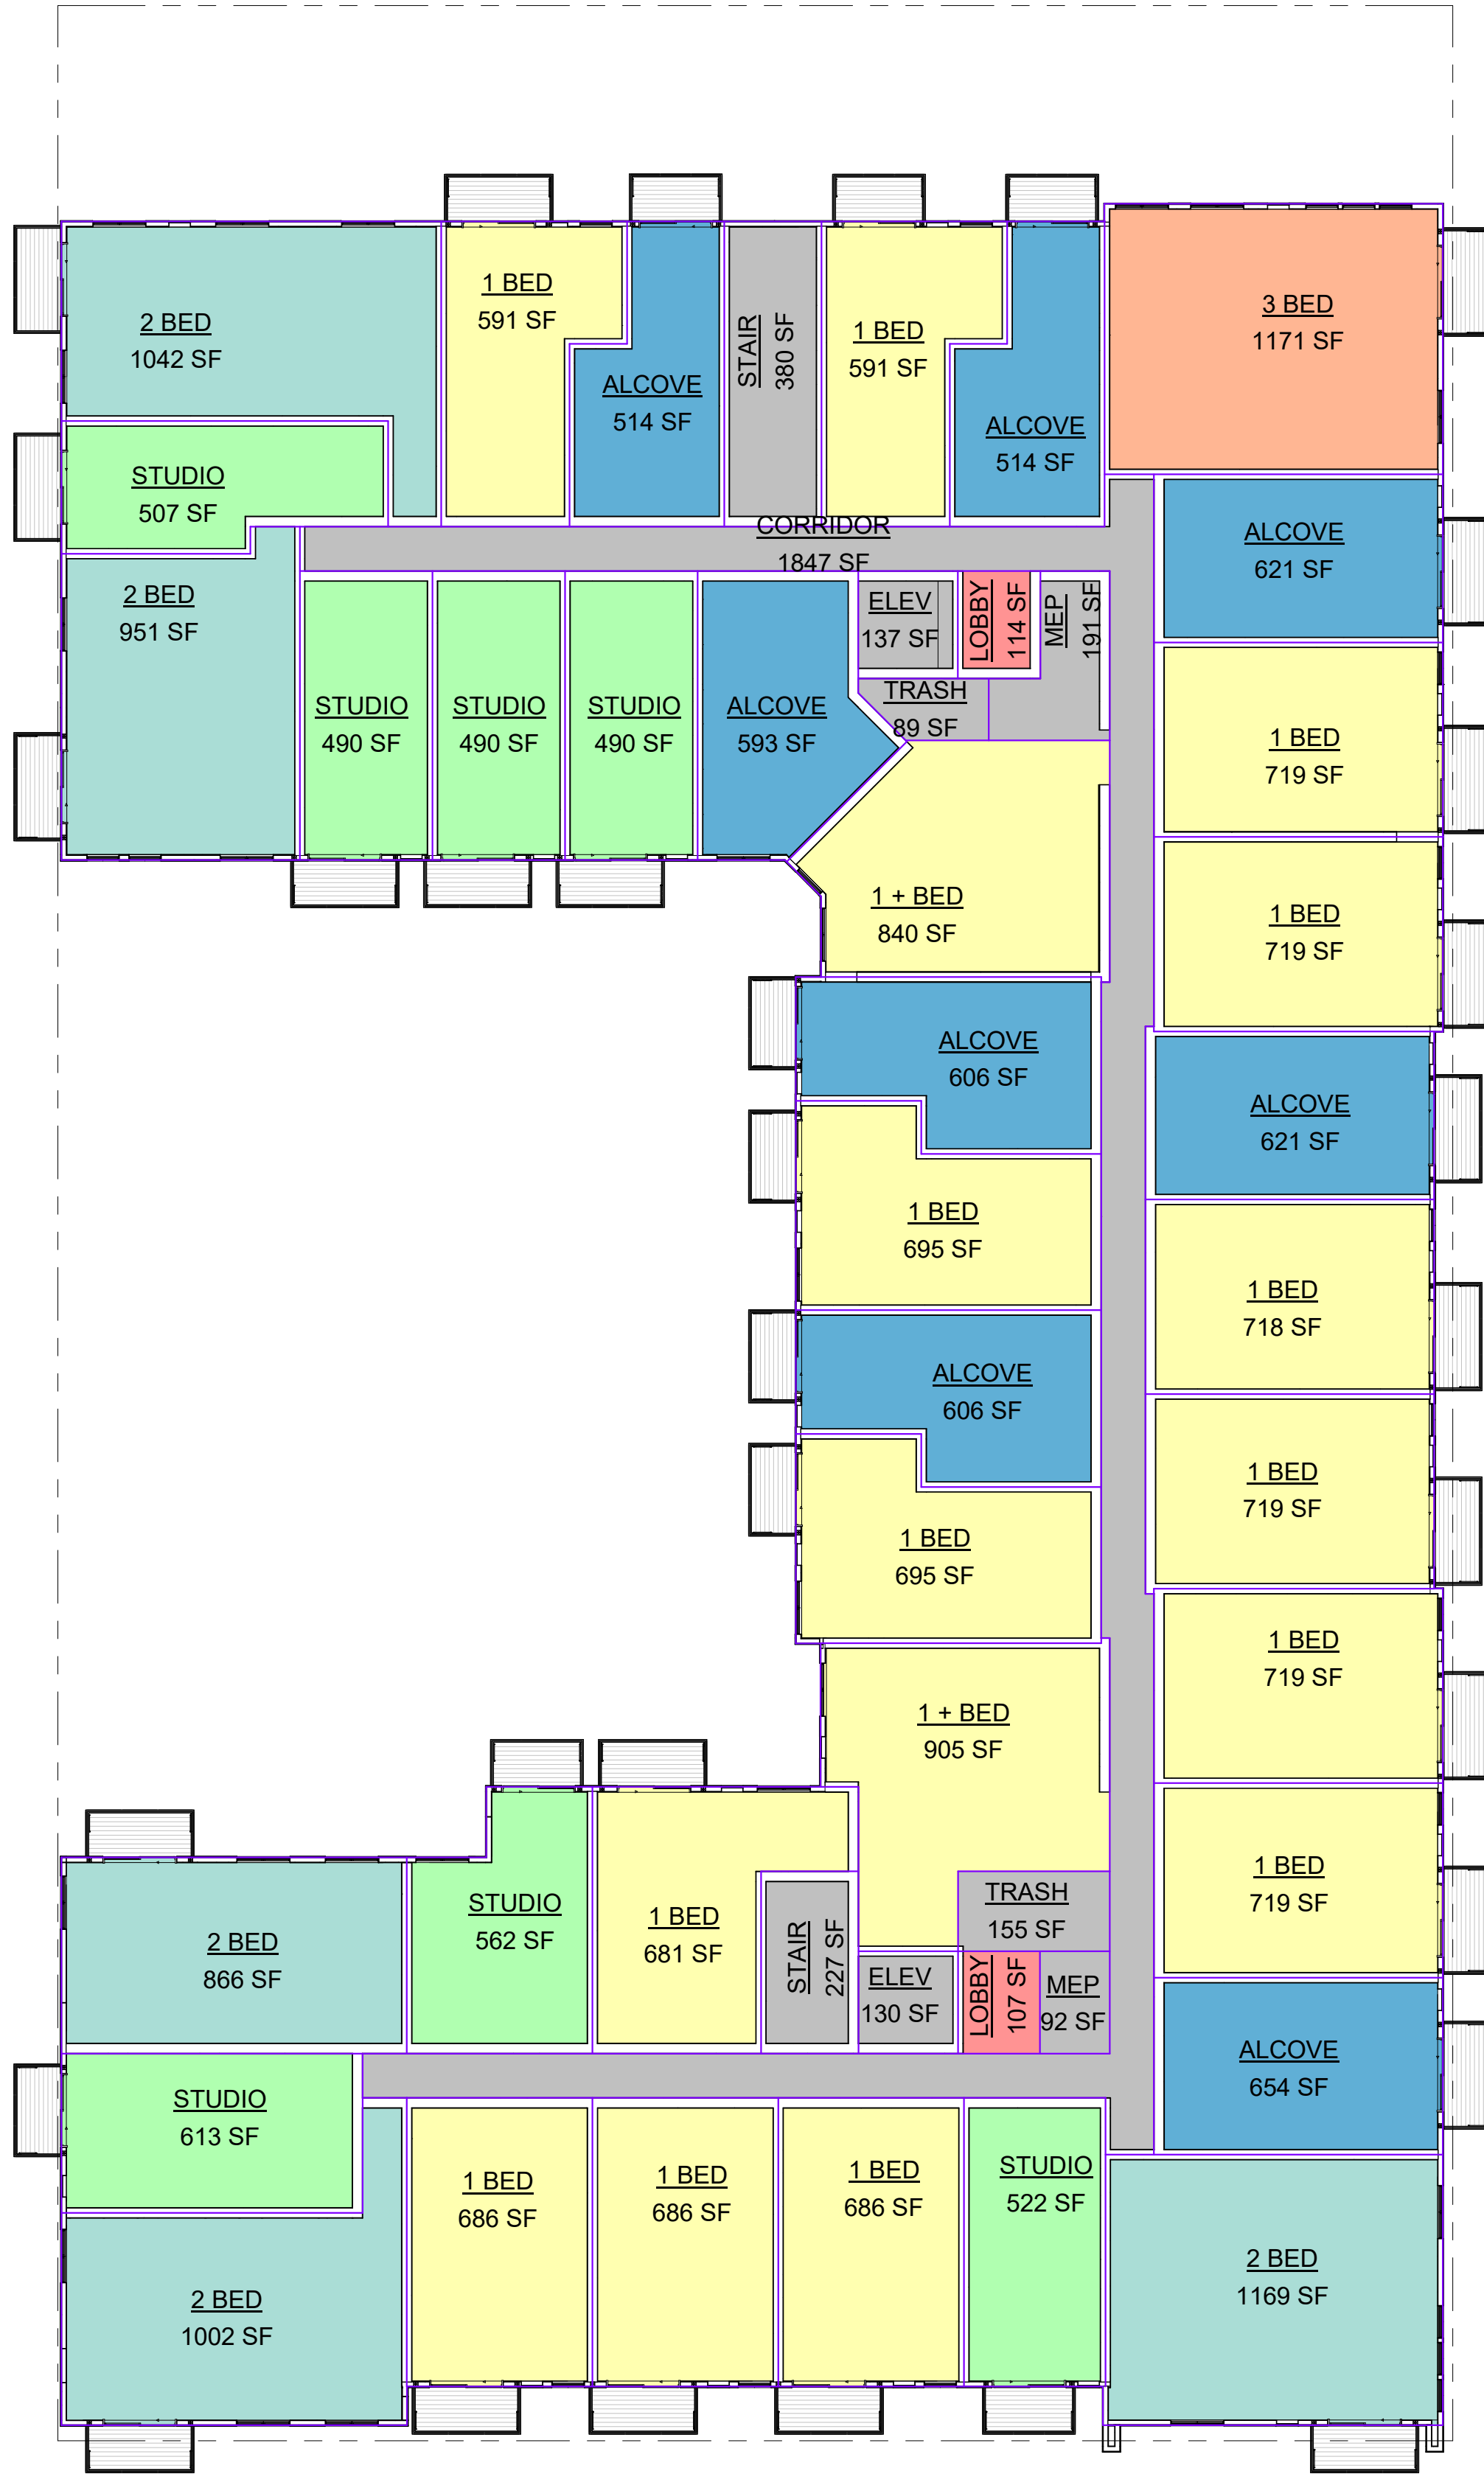 2 BED
1042 SF
1 BED
591 SF
ALCOVE
514 SF
STAIR
380 SF
1 BED
591 SF
ALCOVE
514 SF
3 BED
1171 SF
STUDIO
507 SF
CORRIDOR
1847 SF
ALCOVE
621 SF
2 BED
951 SF
STUDIO
490 SF
STUDIO
490 SF
STUDIO
490 SF
ALCOVE
593 SF
ELEV
137 SF
LOBBY
114 SF
MEP
191 SF
TRASH
89 SF
1 BED
719 SF
1 + BED
840 SF
1 BED
719 SF
ALCOVE
606 SF
ALCOVE
621 SF
1 BED
695 SF
1 BED
718 SF
ALCOVE
606 SF
1 BED
719 SF
1 BED
695 SF
1 BED
719 SF
1 + BED
905 SF
1 BED
719 SF
2 BED
866 SF
STUDIO
562 SF
1 BED
681 SF
STAIR
227 SF
TRASH
155 SF
ELEV
130 SF
LOBBY
107 SF
MEP
92 SF
ALCOVE
654 SF
STUDIO
613 SF
1 BED
686 SF
1 BED
686 SF
1 BED
686 SF
STUDIO
522 SF
2 BED
1002 SF
2 BED
1169 SF